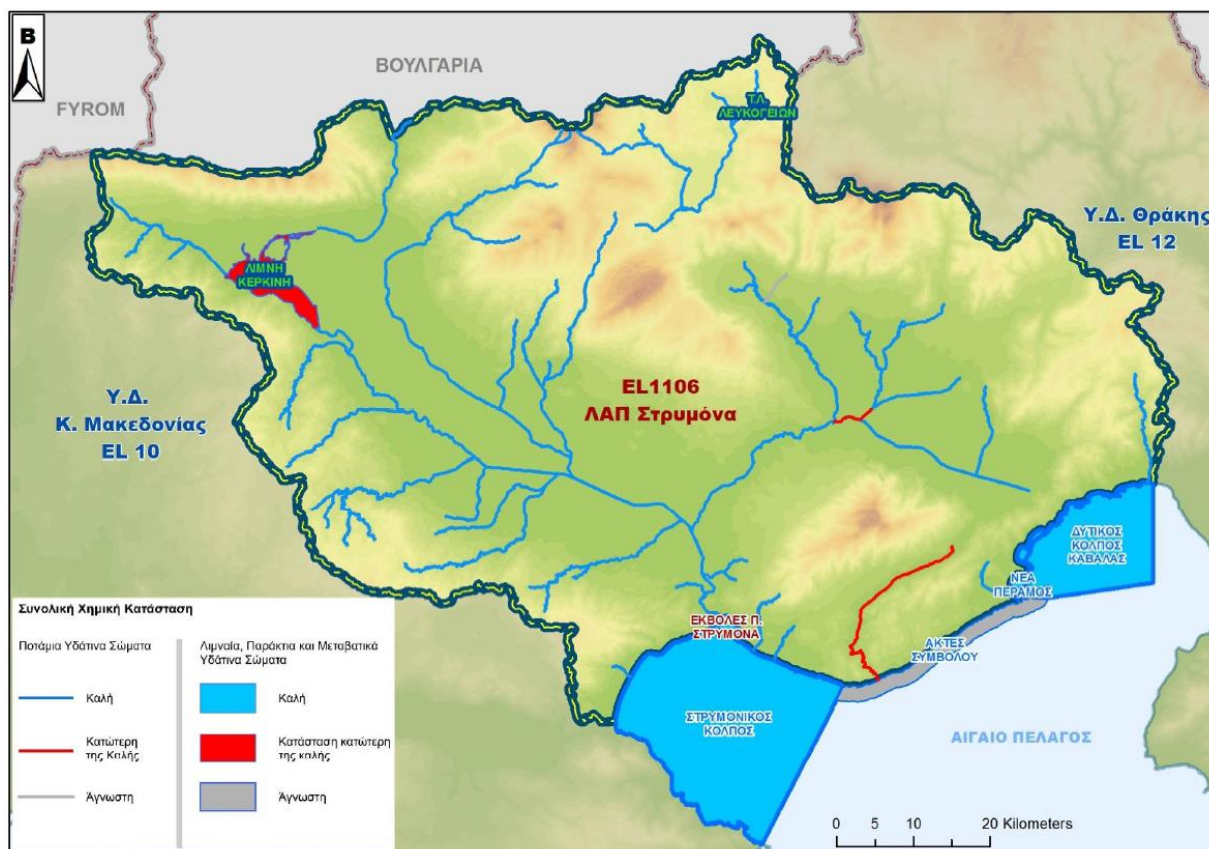 Β
ΒΟΥΛΓΑΡΙΑ
FYROM
Τ.Λ.
ΛΕΥΚΟΓΕΙΩΝ
Υ.Δ. Θράκης
EL 12
ΛΙΜΝΗ
ΚΕΡΚΙΝΗ
EL1106
ΛΑΠ Στρυμόνα
Υ.Δ.
Κ. Μακεδονίας
EL 10
ΔΥΤΙΚΟΣ
ΚΟΛΠΟΣ
ΚΑΒΑΛΑΣ
ΝΕΑ
ΠΕΡΑΜΟΣ
ΕΚΒΟΛΕΣ Π.
ΣΤΡΥΜΟΝΑ
ΑΚΤΕΣ
ΣΥΜΒΟΛΟΥ
ΣΤΡΥΜΟΝΙΚΟΣ
ΚΟΛΠΟΣ
ΑΙΓΑΙΟ ΠΕΛΑΓΟΣ
Συνολική Χημική Κατάσταση
Ποτάμια Υδάτινα Σώματα
Καλή
Κατώτερη
της Καλής
Άγνωστη
Λιμναία, Παράκτια και Μεταβατικά
Υδάτινα Σώματα
Καλή
Κατάσταση κατώτερη
της καλής
Άγνωστη
0 5 10 20 Kilometers